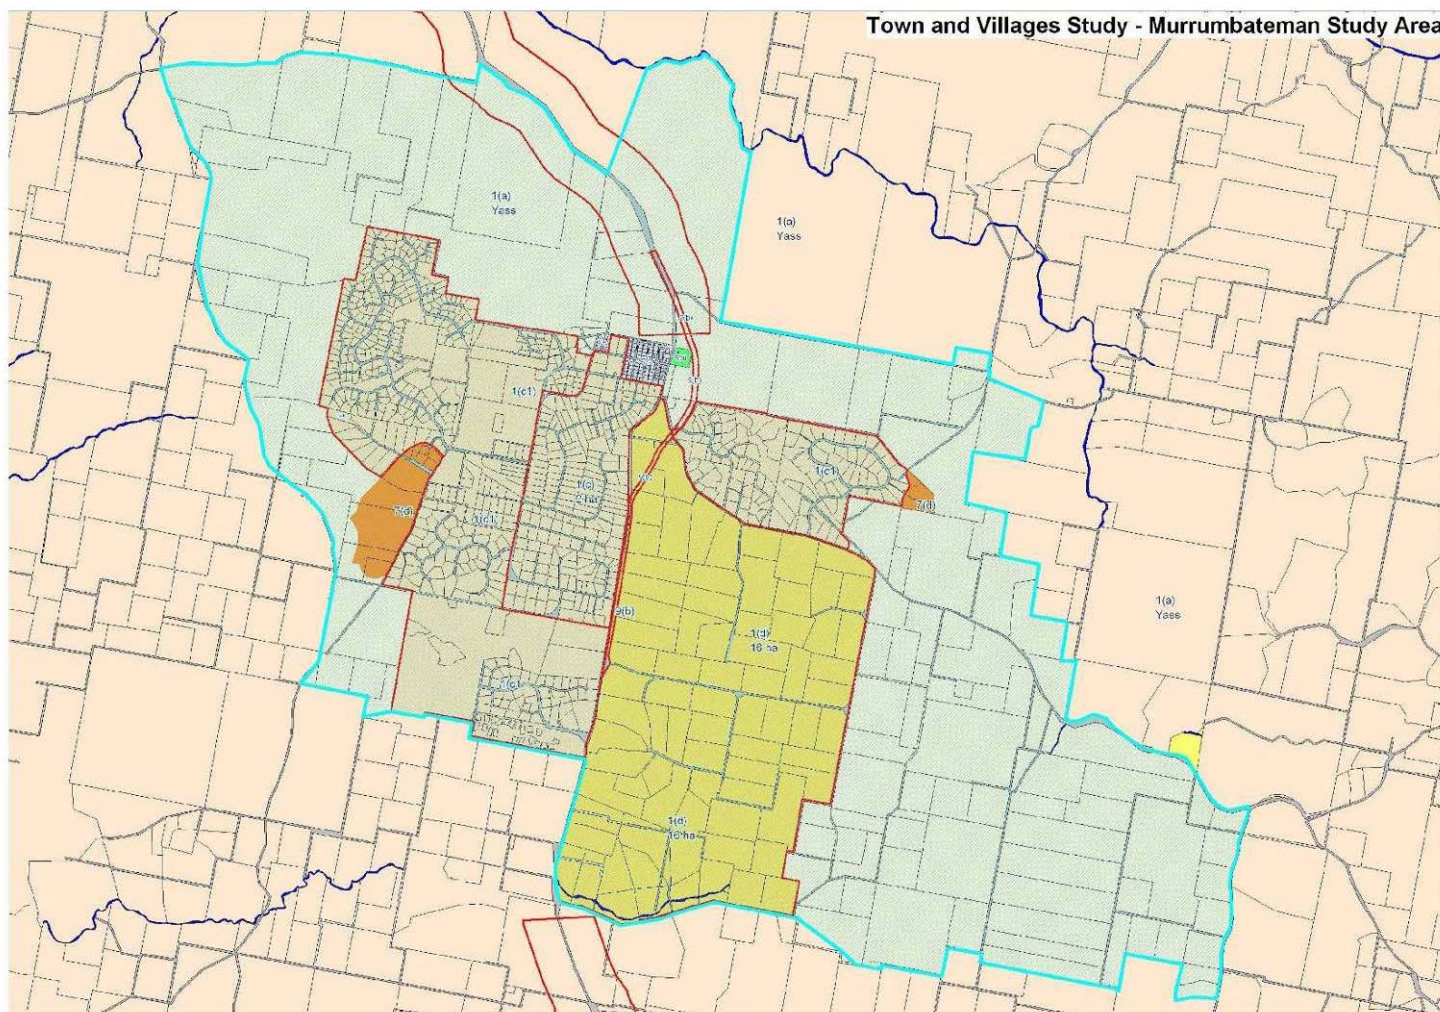 Town and Villages Study - Murrumbateman Study Area
1(a)
Yass
1(a)
Yass
1(c1)
1(c1)
1(c)
2 ha
7(d)
7(d)
1(c1)
1(a)
Yass
9(b)
1(d)
16 ha
1(d)
16 ha